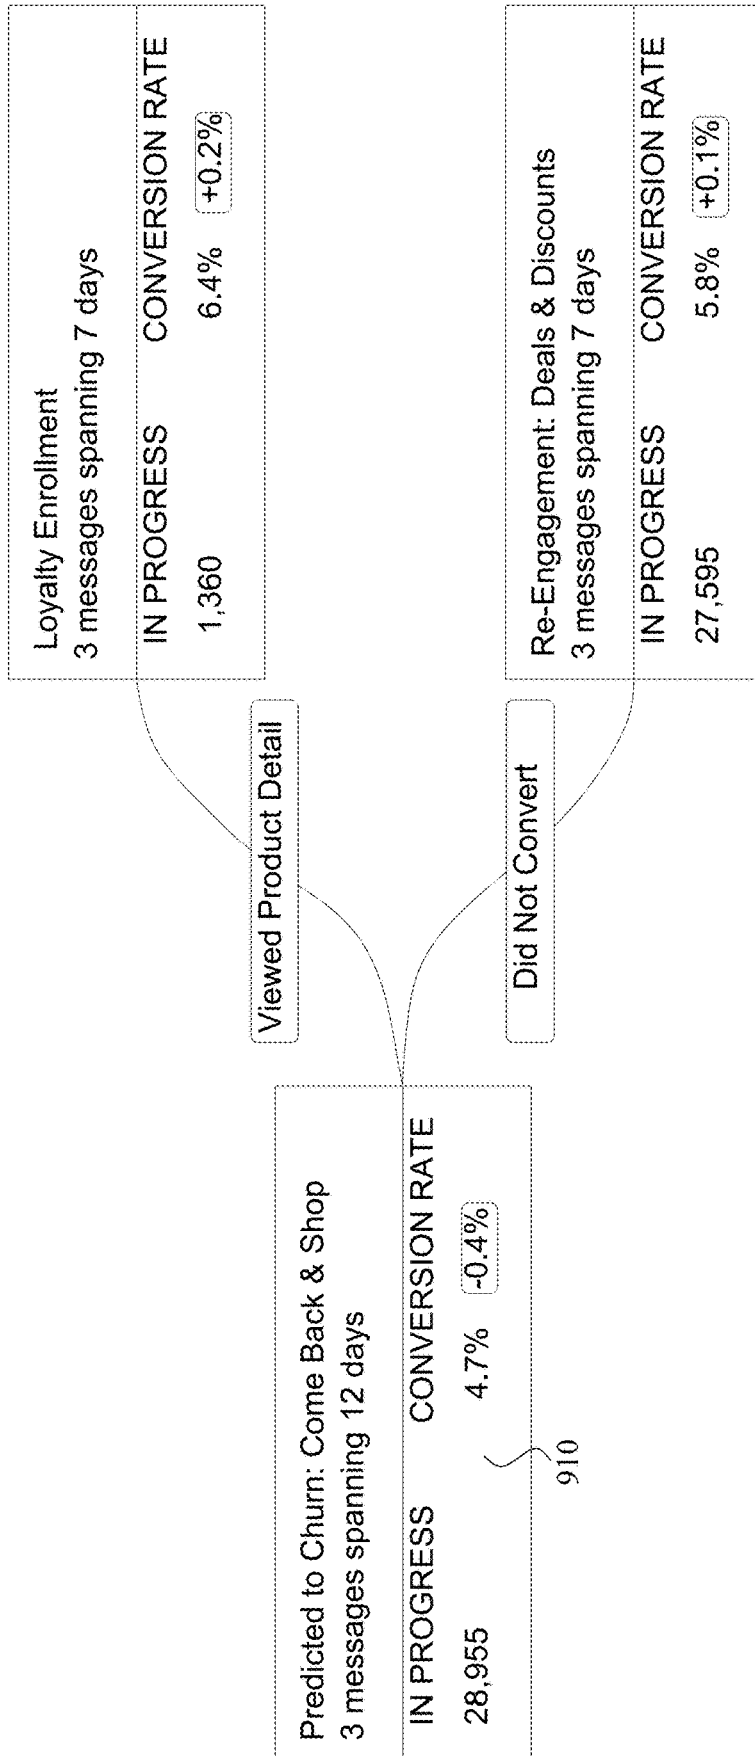 Predicted to Churn: Come Back & Shop
3 messages spanning 12 days
IN PROGRESS CONVERSION RATE
28,955 4.7% -0.4%
910
Viewed Product Detail
Did Not Convert
Loyalty Enrollment
3 messages spanning 7 days
IN PROGRESS CONVERSION RATE
1,360 6.4% +0.2%
Re-Engagement: Deals & Discounts
3 messages spanning 7 days
IN PROGRESS CONVERSION RATE
27,595 5.8% +0.1%